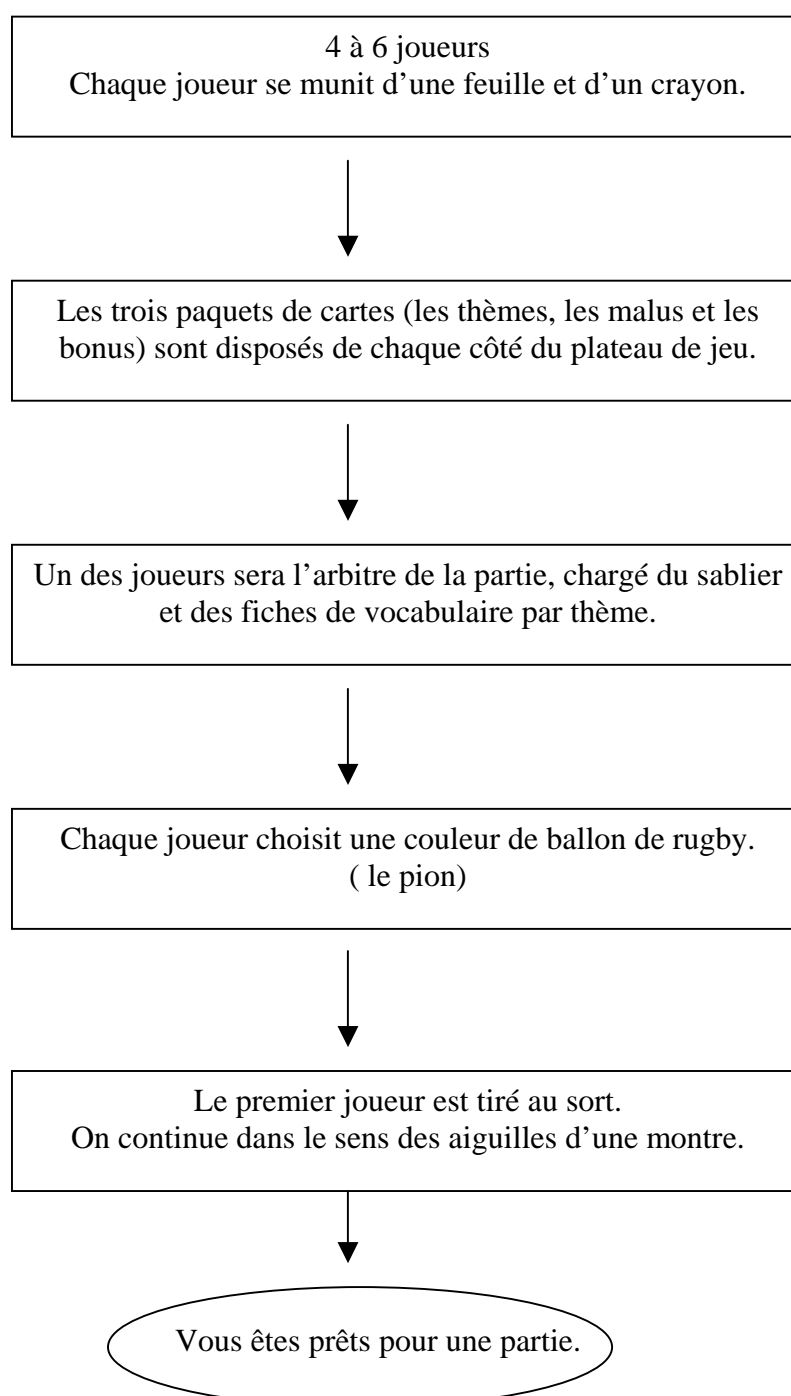 4 à 6 joueurs
Chaque joueur se munit d’une feuille et d’un crayon.
Les trois paquets de cartes (les thèmes, les malus et les
bonus) sont disposés de chaque côté du plateau de jeu.
Un des joueurs sera l’arbitre de la partie, chargé du sablier
et des fiches de vocabulaire par thème.
Chaque joueur choisit une couleur de ballon de rugby.
( le pion)
Le premier joueur est tiré au sort.
On continue dans le sens des aiguilles d’une montre.
Vous êtes prêts pour une partie.